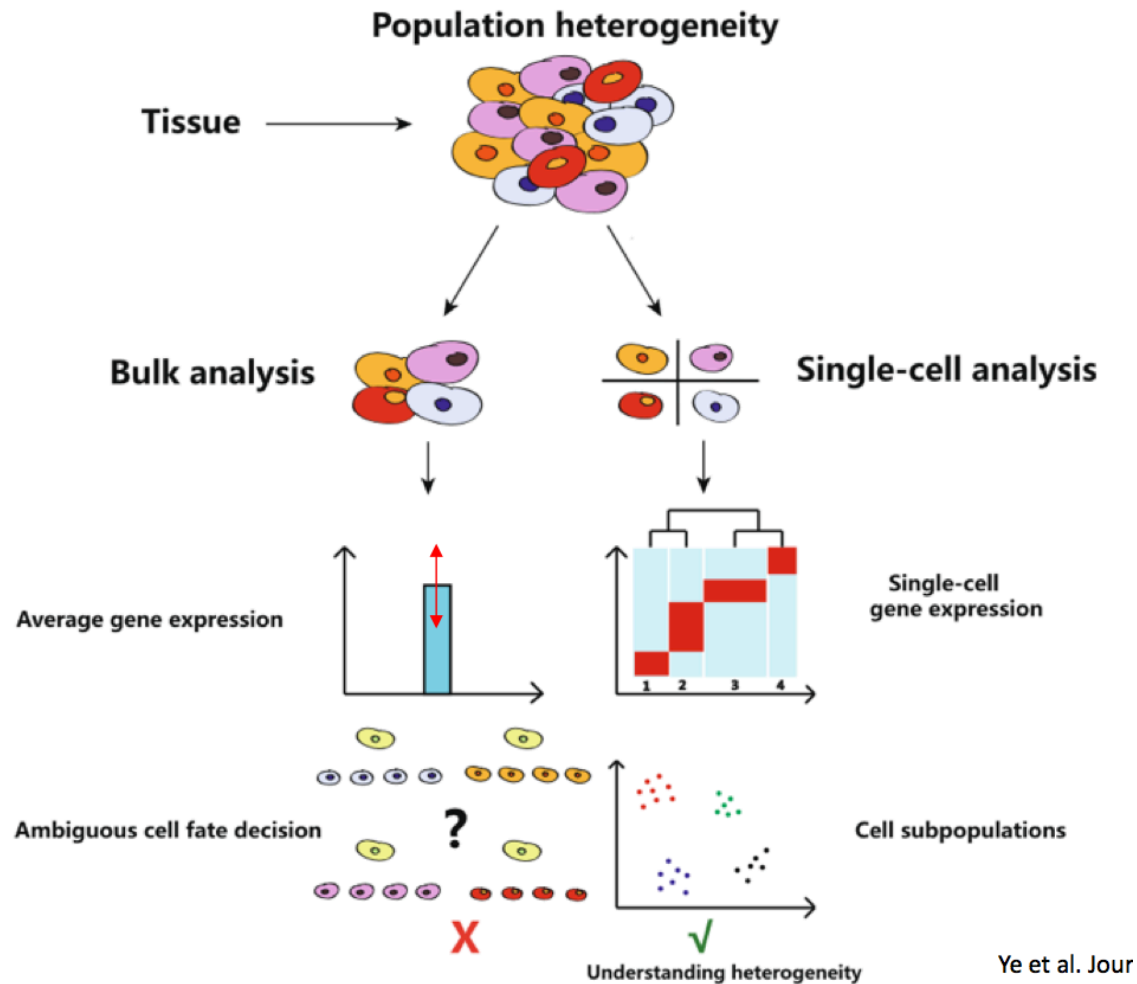 Population heterogeneity
Tissue
Bulk analysis
Single-cell analysis
Average gene expression
1 2 3 4
Single-cell
gene expression
Ambiguous cell fate decision
?
Cell subpopulations
X
√
Understanding heterogeneity
Ye et al. Jour